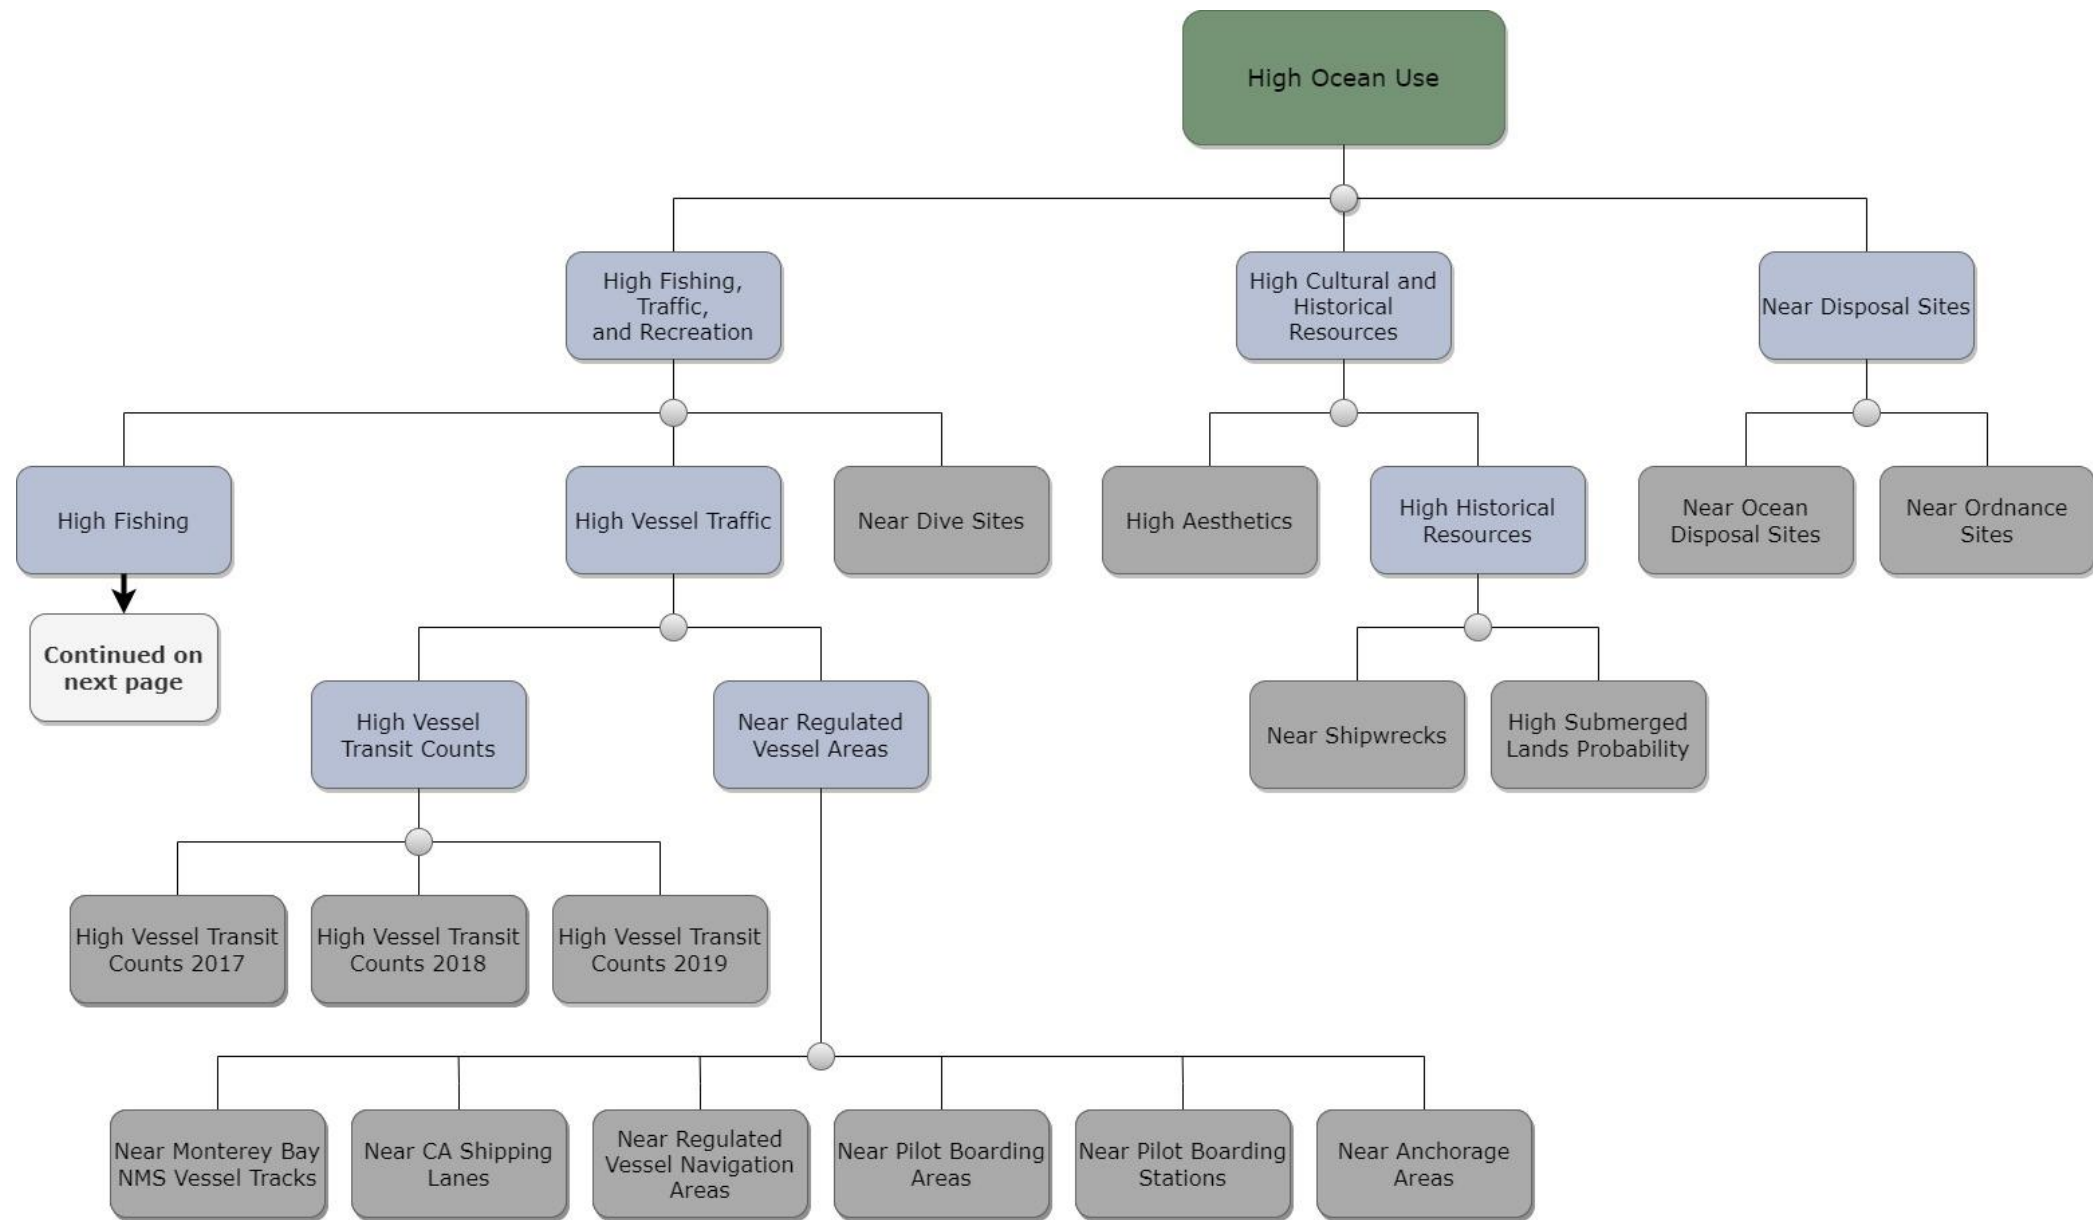 High Ocean Use
High Fishing,
Traffic,
and Recreation
High Cultural and
Historical
Resources
Near Disposal Sites
High Fishing
High Vessel Traffic
Near Dive Sites
High Aesthetics
High Historical
Resources
Near Ocean
Disposal Sites
Near Ordnance
Sites
Continued on
next page
High Vessel
Transit Counts
Near Regulated
Vessel Areas
Near Shipwrecks
High Submerged
Lands Probability
High Vessel Transit
Counts 2017
High Vessel Transit
Counts 2018
High Vessel Transit
Counts 2019
Near Monterey Bay
NMS Vessel Tracks
Near CA Shipping
Lanes
Near Regulated
Vessel Navigation
Areas
Near Pilot Boarding
Areas
Near Pilot Boarding
Stations
Near Anchorage
Areas